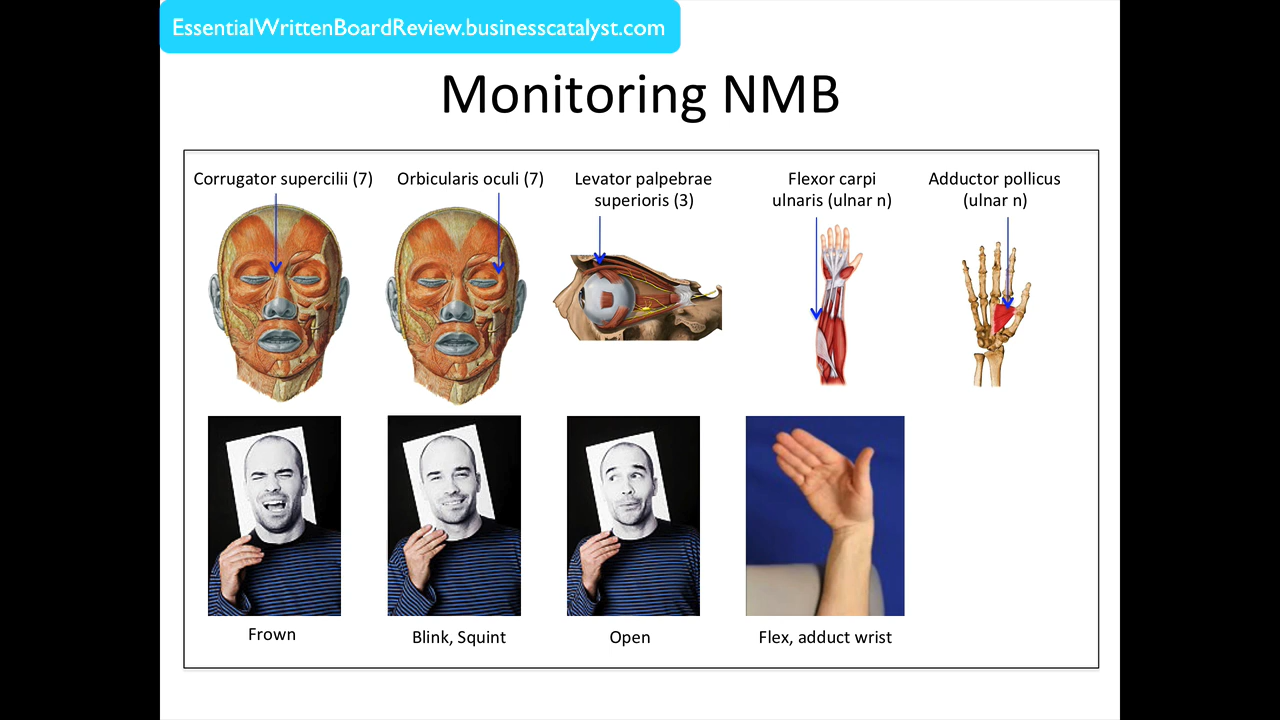 EssentialWrittenBoardReview.businesscatalyst.com
Monitoring NMB
Corrugator supercilii (7)
Orbicularis oculi (7)
Levator palpebrae
superioris (3)
Flexor carpi
ulnaris (ulnar n)
Adductor pollicus
(ulnar n)
Frown
Blink, Squint
Open
Flex, adduct wrist